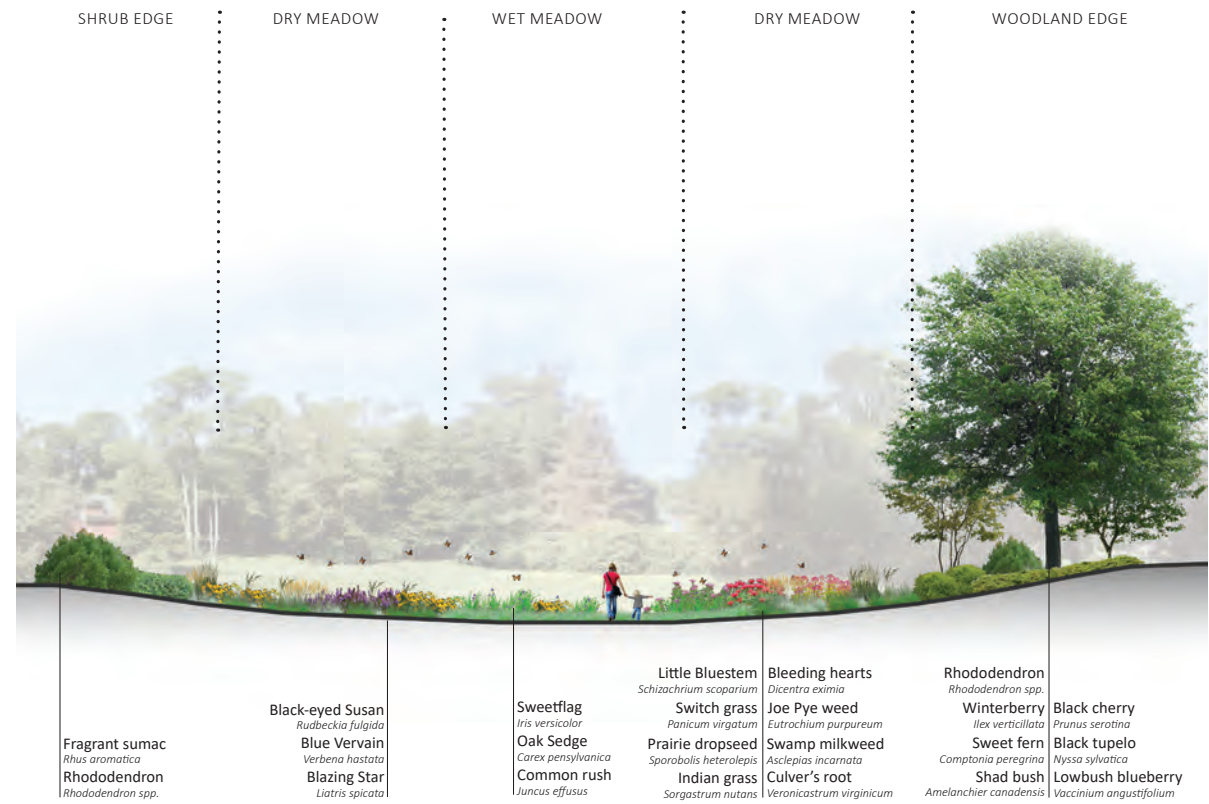 SHRUB EDGE
DRY MEADOW
WET MEADOW
DRY MEADOW
WOODLAND EDGE
Fragrant sumac
Rhus aromatica
Rhododendron
Rhododendron spp.
Black-eyed Susan
Rudbeckia fulgida
Blue Vervain
Verbena hastata
Blazing Star
Liatris spicata
Sweetflag
Iris versicolor
Oak Sedge
Carex pensylvanica
Common rush
Juncus effusus
Little Bluestem
Schizachrium scoparium
Switch grass
Panicum virgatum
Prairie dropseed
Sporobolis heterolepis
Indian grass
Sorgastrum nutans
Bleeding hearts
Dicentra eximia
Joe Pye weed
Eutrochium purpureum
Swamp milkweed
Asclepias incarnata
Culver's root
Veronicastrum virginicum
Rhododendron
Rhododendron spp.
Winterberry
Ilex verticillata
Sweet fern
Comptonia peregrina
Shad bush
Amelanchier canadensis
Black cherry
Prunus serotina
Black tupelo
Nyssa sylvatica
Lowbush blueberry
Vaccinium angustifolium